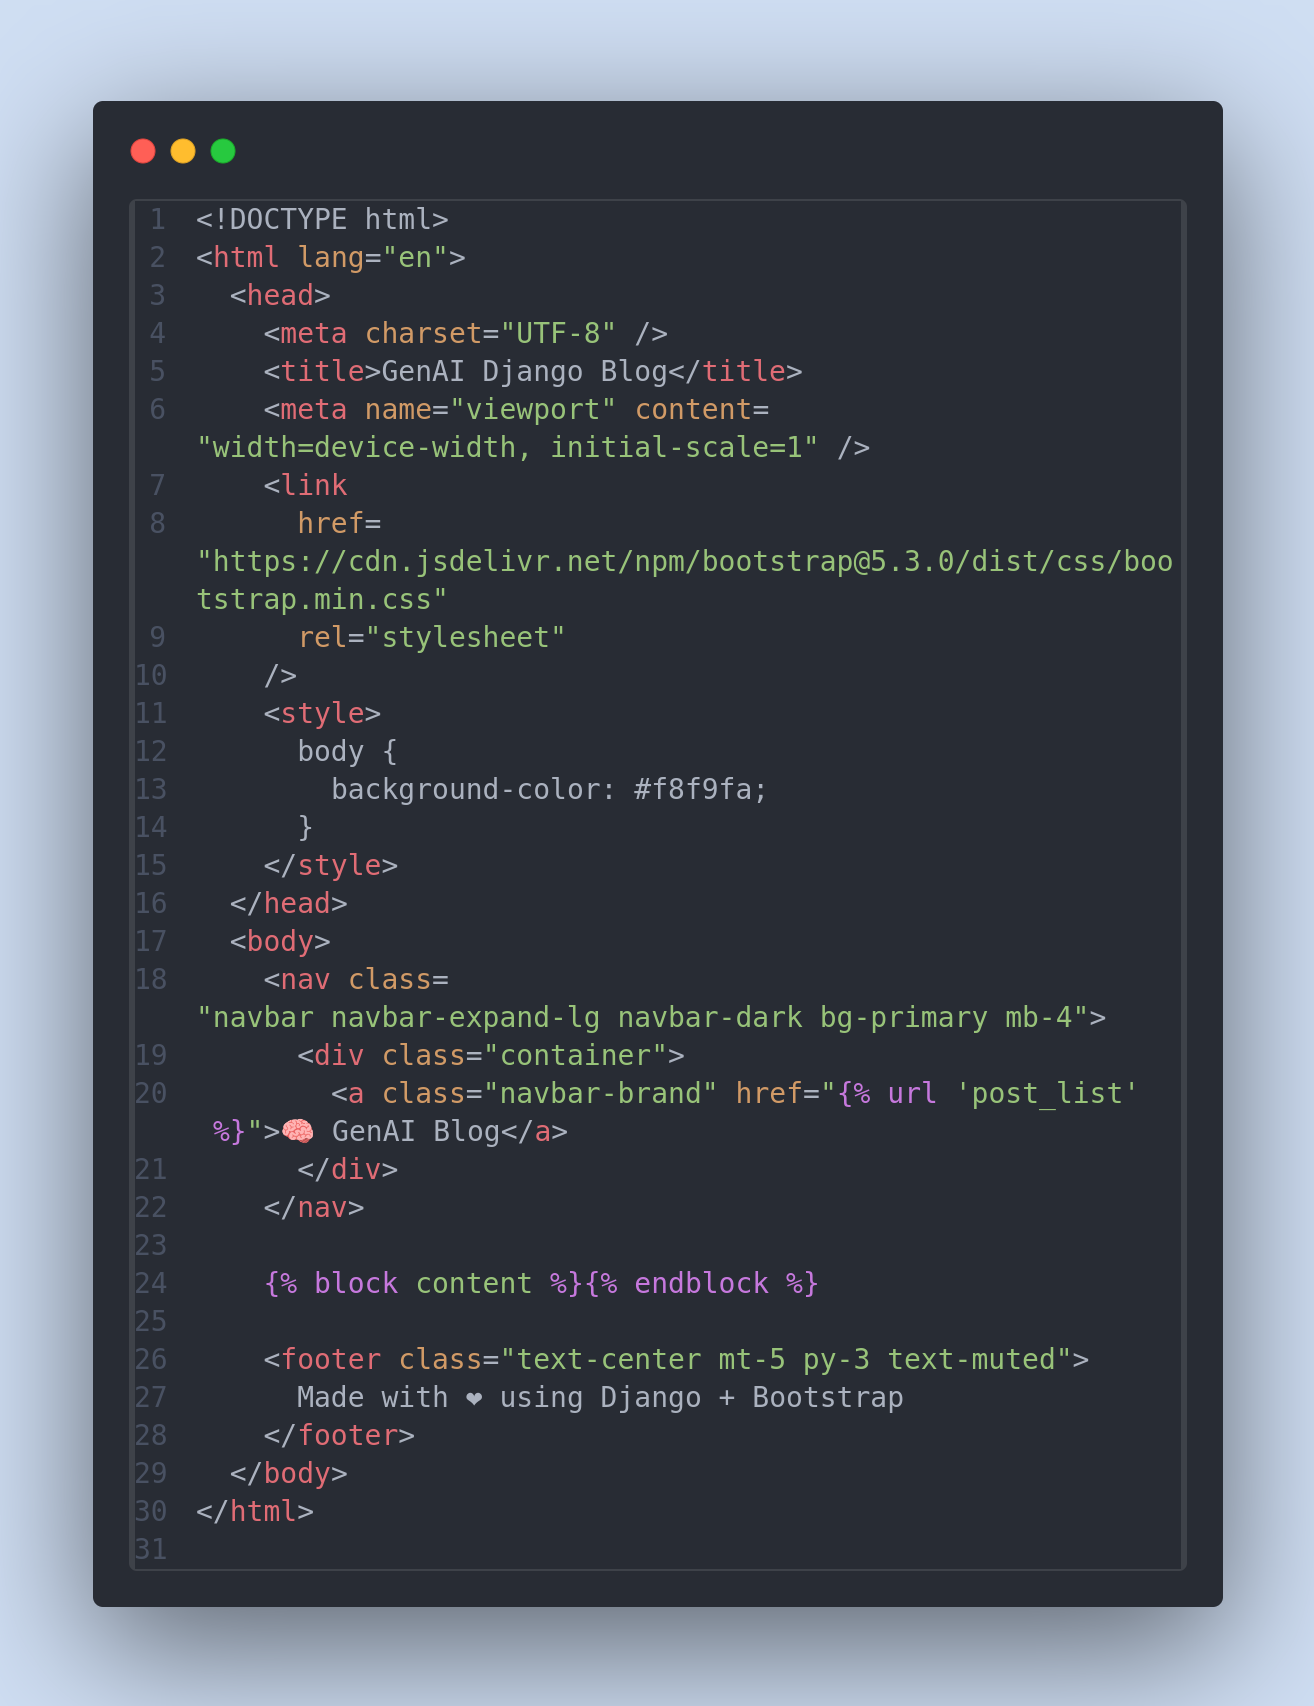 1 <!DOCTYPE html>
2 <html lang="en">
3   <head>
4     <meta charset="UTF-8" />
5     <title>GenAI Django Blog</title>
6     <meta name="viewport" content=
"width=device-width, initial-scale=1" />
7     <link
8       href=
"https://cdn.jsdelivr.net/npm/bootstrap@5.3.0/dist/css/boo
tstrap.min.css"
9       rel="stylesheet"
10     />
11     <style>
12       body {
13         background-color: #f8f9fa;
14       }
15     </style>
16   </head>
17   <body>
18     <nav class=
"navbar navbar-expand-lg navbar-dark bg-primary mb-4">
19       <div class="container">
20         <a class="navbar-brand" href="{% url 'post_list'
 %}">🧠 GenAI Blog</a>
21       </div>
22     </nav>
23
24     {% block content %}{% endblock %}
25
26     <footer class="text-center mt-5 py-3 text-muted">
27       Made with ❤ using Django + Bootstrap
28     </footer>
29   </body>
30 </html>
31